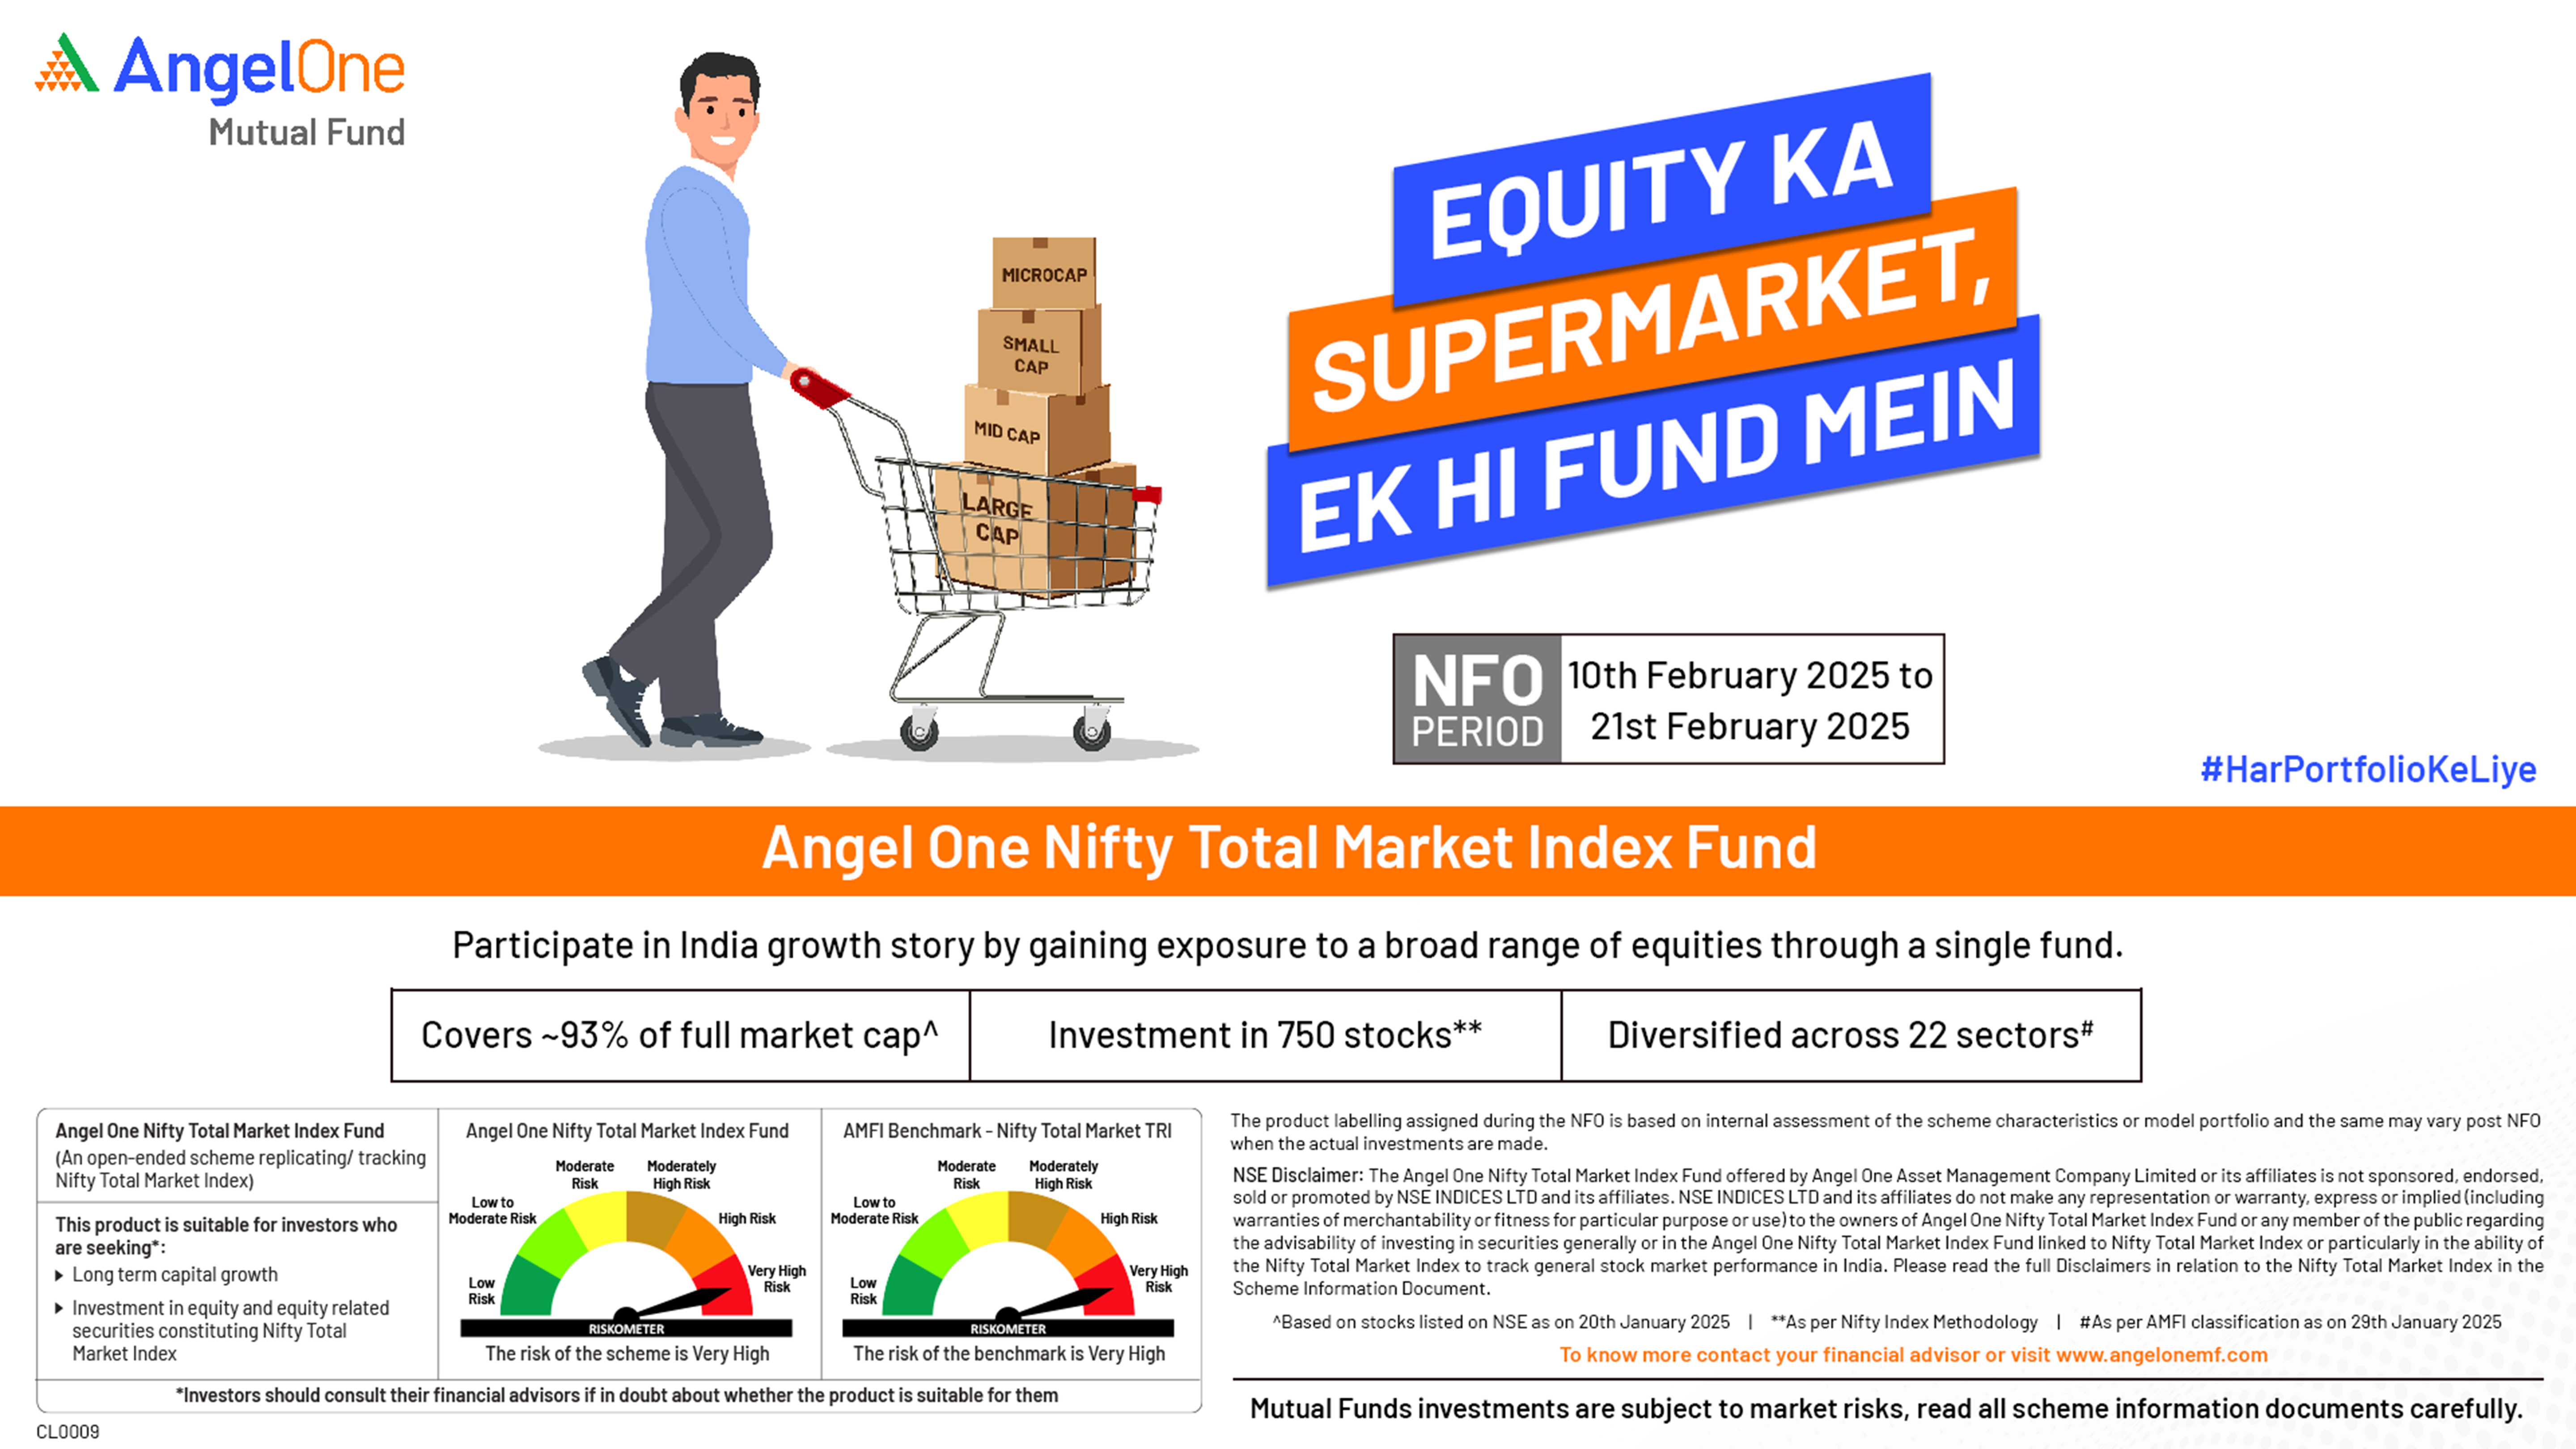 AngelOne
Mutual Fund
MICROCAP
SMALL
CAP
MID CAP
LARGE
CAP
EQUITY KA
SUPERMARKET,
EK HI FUND MEIN
NFO
PERIOD
10th February 2025 to
21st February 2025
#HarPortfolioKeLiye
Angel One Nifty Total Market Index Fund
Participate in India growth story by gaining exposure to a broad range of equities through a single fund.
Covers ~93% of full market cap^
Investment in 750 stocks**
Diversified across 22 sectors#
Angel One Nifty Total Market Index Fund
(An open-ended scheme replicating/ tracking
Nifty Total Market Index)
This product is suitable for investors who
are seeking*:
▸ Long term capital growth
▸ Investment in equity and equity related
securities constituting Nifty Total
Market Index
Angel One Nifty Total Market Index Fund
Low
Risk
Low to
Moderate Risk
Moderate
Risk
Moderately
High Risk
High Risk
Very High
Risk
RISKOMETER
The risk of the scheme is Very High
AMFI Benchmark - Nifty Total Market TRI
Low
Risk
Low to
Moderate Risk
Moderate
Risk
Moderately
High Risk
High Risk
Very High
Risk
RISKOMETER
The risk of the benchmark is Very High
*Investors should consult their financial advisors if in doubt about whether the product is suitable for them
CL0009
The product labelling assigned during the NFO is based on internal assessment of the scheme characteristics or model portfolio and the same may vary post NFO
when the actual investments are made.
NSE Disclaimer: The Angel One Nifty Total Market Index Fund offered by Angel One Asset Management Company Limited or its affiliates is not sponsored, endorsed,
sold or promoted by NSE INDICES LTD and its affiliates. NSE INDICES LTD and its affiliates do not make any representation or warranty, express or implied (including
warranties of merchantability or fitness for particular purpose or use) to the owners of Angel One Nifty Total Market Index Fund or any member of the public regarding
the advisability of investing in securities generally or in the Angel One Nifty Total Market Index Fund linked to Nifty Total Market Index or particularly in the ability of
the Nifty Total Market Index to track general stock market performance in India. Please read the full Disclaimers in relation to the Nifty Total Market Index in the
Scheme Information Document.
^Based on stocks listed on NSE as on 20th January 2025 | **As per Nifty Index Methodology | #As per AMFI classification as on 29th January 2025
To know more contact your financial advisor or visit www.angelonemf.com
Mutual Funds investments are subject to market risks, read all scheme information documents carefully.